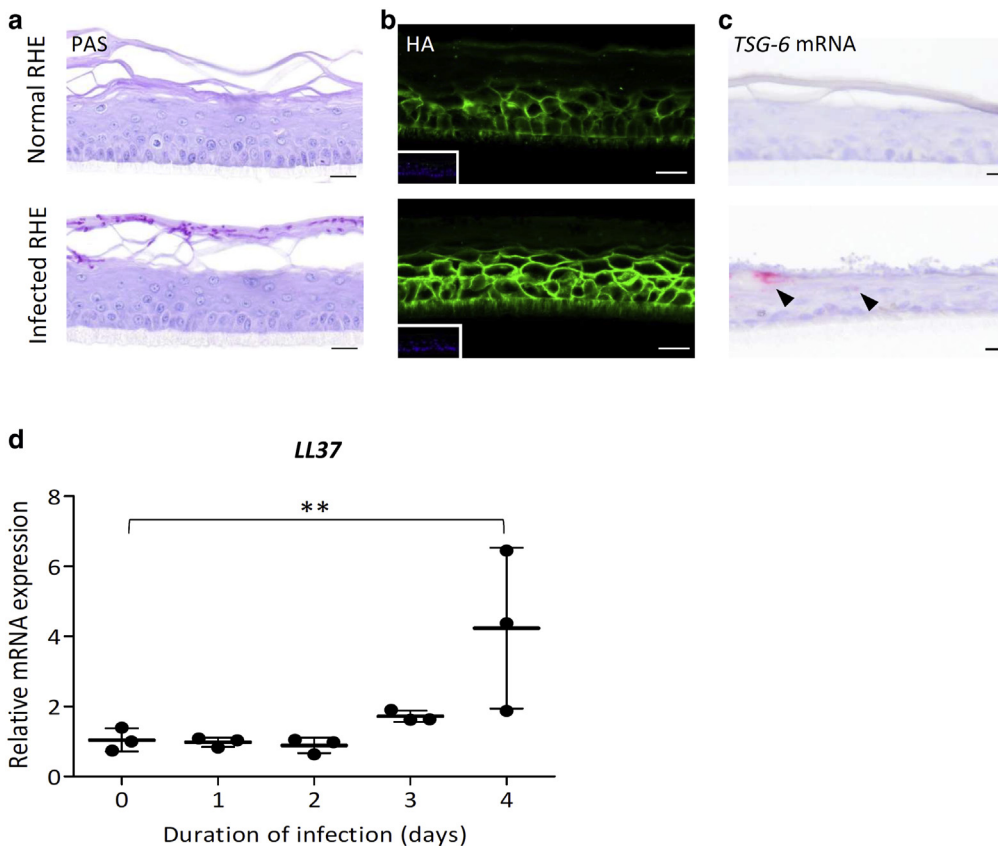 a
b
c
PAS
HA
TSG-6 mRNA
Normal RHE
Infected RHE
d
LL37
**
8
6
4
2
0
Relative mRNA expression
0 1 2 3 4
Duration of infection (days)